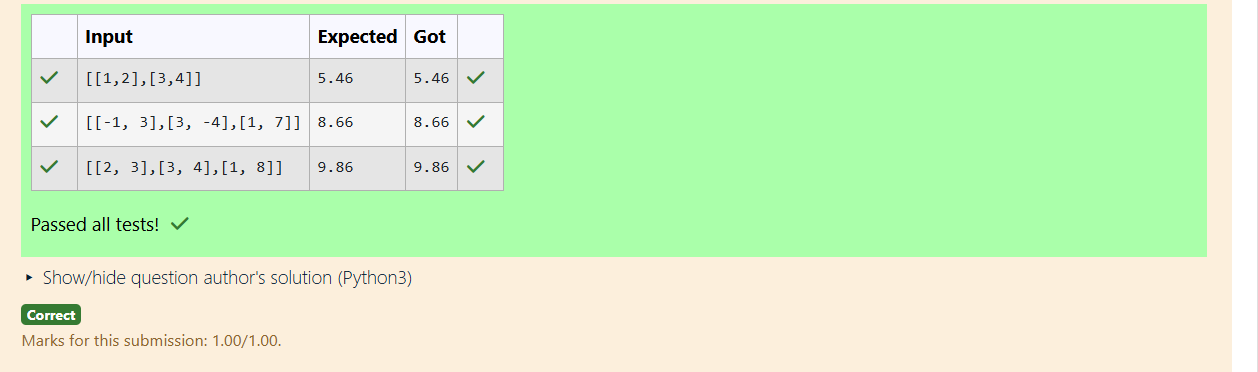 Input Expected Got
[[1,2],[3,4]] 5.46 5.46
[[-1, 3],[3, -4],[1, 7]] 8.66 8.66
[[2, 3],[3, 4],[1, 8]] 9.86 9.86
Passed all tests!
Show/hide question author's solution (Python3)
Correct
Marks for this submission: 1.00/1.00.